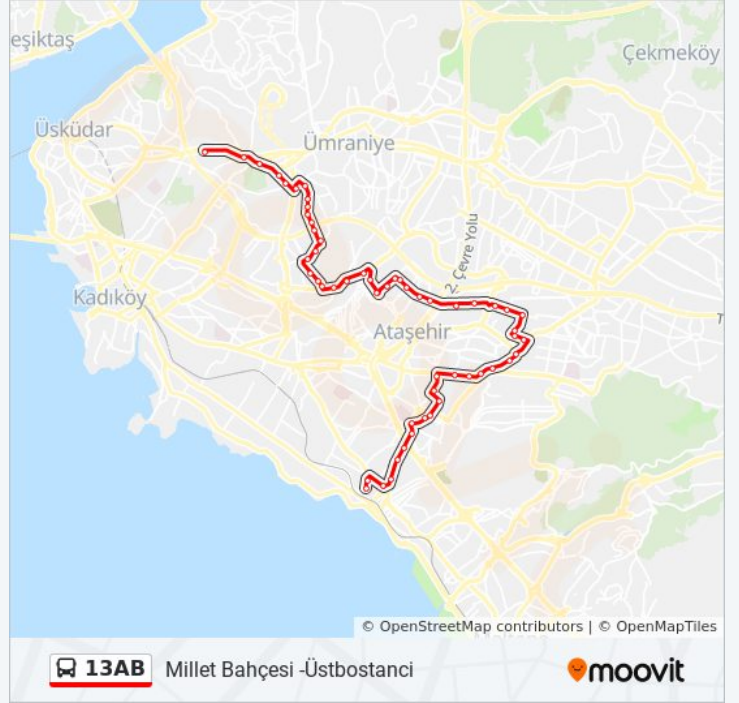 eşiktaş
Çekmeköy
Üsküdar
Ümraniye
2. Çevre Yolu
Kadıköy
Ataşehir
© OpenStreetMap contributors | © OpenMapTiles
13AB Millet Bahçesi -Üstbostanci
moovit